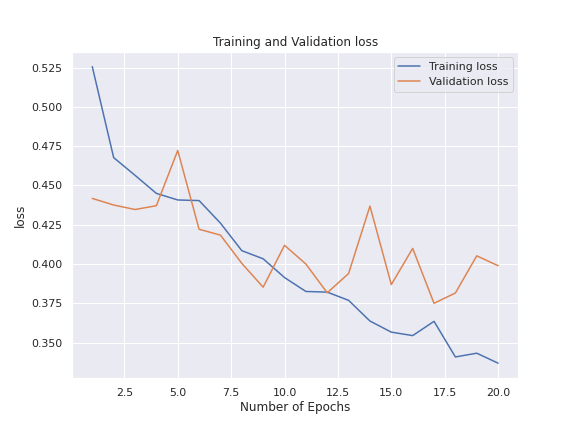 Training and Validation loss
Training loss
Validation loss
0.525
0.500
0.475
0.450
0.425
0.400
0.375
0.350
loss
2.5 5.0 7.5 10.0 12.5 15.0 17.5 20.0
Number of Epochs